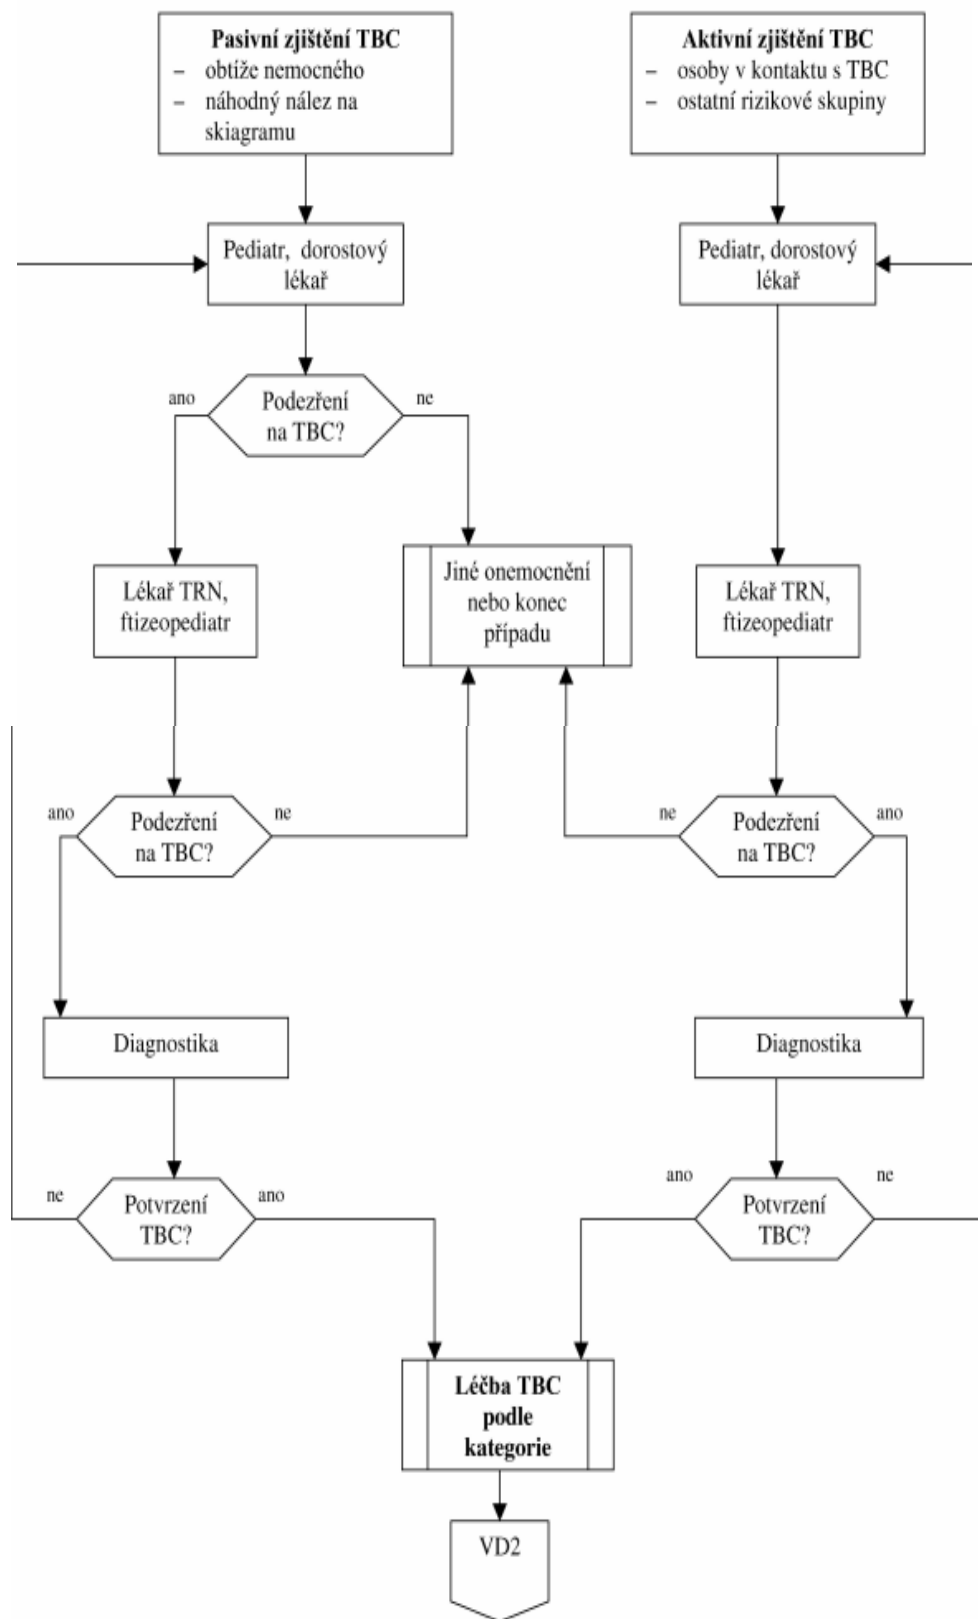 Pasivní zjištění TBC
– obtíže nemocného
– náhodný nález na
skiagramu
Aktivní zjištění TBC
– osoby v kontaktu s TBC
– ostatní rizikové skupiny
Pediatr, dorostový
lékař
Pediatr, dorostový
lékař
ano
Podezření
na TBC?
ne
Lékař TRN,
ftizeopediatr
Jiné onemocnění
nebo konec
případu
Lékař TRN,
ftizeopediatr
ano
Podezření
na TBC?
ne
ne
Podezření
na TBC?
ano
Diagnostika
Diagnostika
ne
Potvrzení
TBC?
ano
ano
Potvrzení
TBC?
ne
Léčba TBC
podle
kategorie
VD2